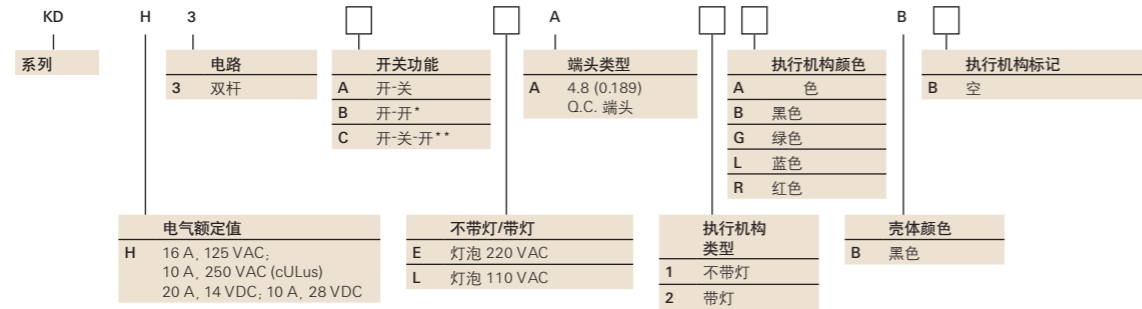 KD H 3 A B
系列
电路
3 双杆
开关功能
A 开-关
B 开-开*
C 开-关-开**
端头类型
A 4.8 (0.189)
Q.C. 端头
执行机构颜色
A 色
B 黑色
G 绿色
L 蓝色
R 红色
执行机构标记
B 空
电气额定值
H 16 A, 125 VAC;
10 A, 250 VAC (cULus)
20 A, 14 VDC; 10 A, 28 VDC
不带灯/带灯
E 灯泡 220 VAC
L 灯泡 110 VAC
执行机构
类型
1 不带灯
2 带灯
壳体颜色
B 黑色